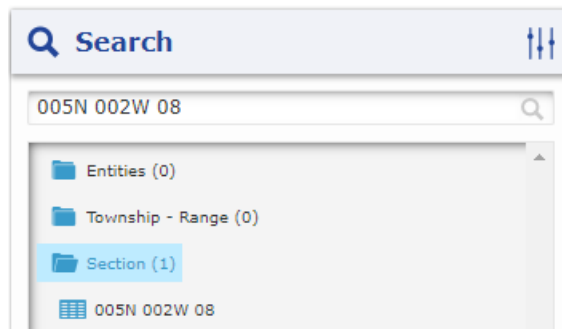 Search
005N 002W 08
Entities (0)
Township - Range (0)
Section (1)
005N 002W 08